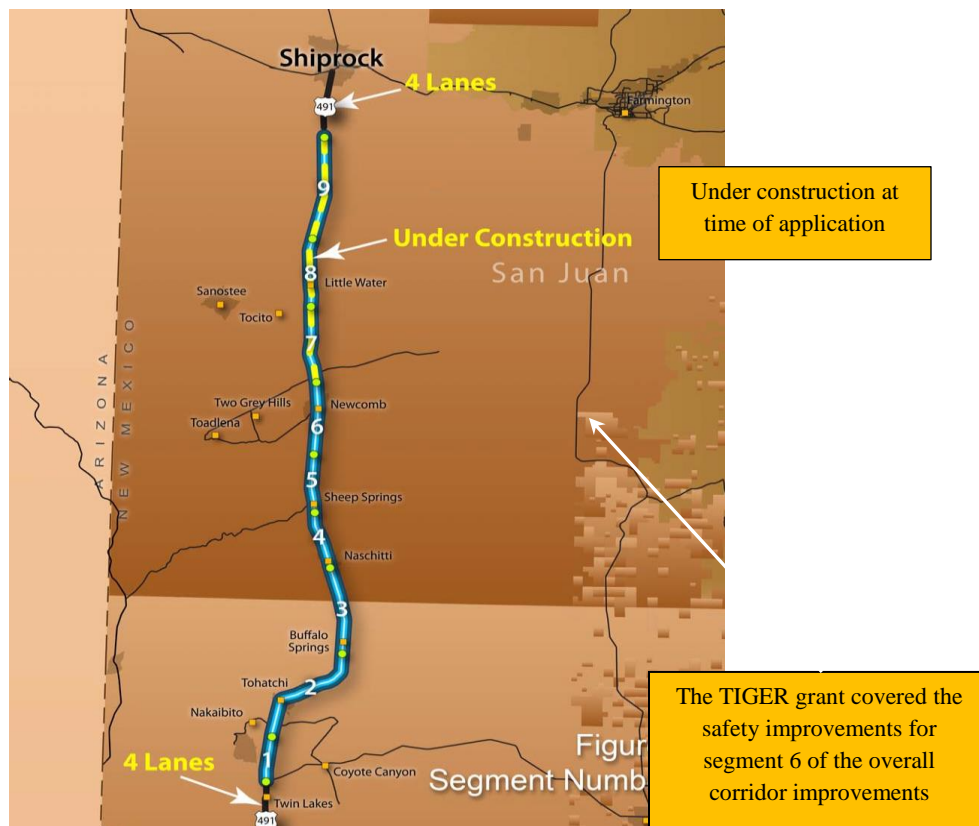 Shiprock
4 Lanes
491
Farmington
9
Under construction at
time of application
Under Construction
San Juan
8
Little Water
Sanostee
Tocito
7
ARIZONA
NEW MEXICO
Two Grey Hills
Newcomb
Toadlena
6
5
Sheep Springs
4
Naschitti
3
Buffalo
Springs
2
Tohatchi
Nakaibito
1
Coyote Canyon
4 Lanes
Twin Lakes
491
Figur
Segment Numb
The TIGER grant covered the
safety improvements for
segment 6 of the overall
corridor improvements